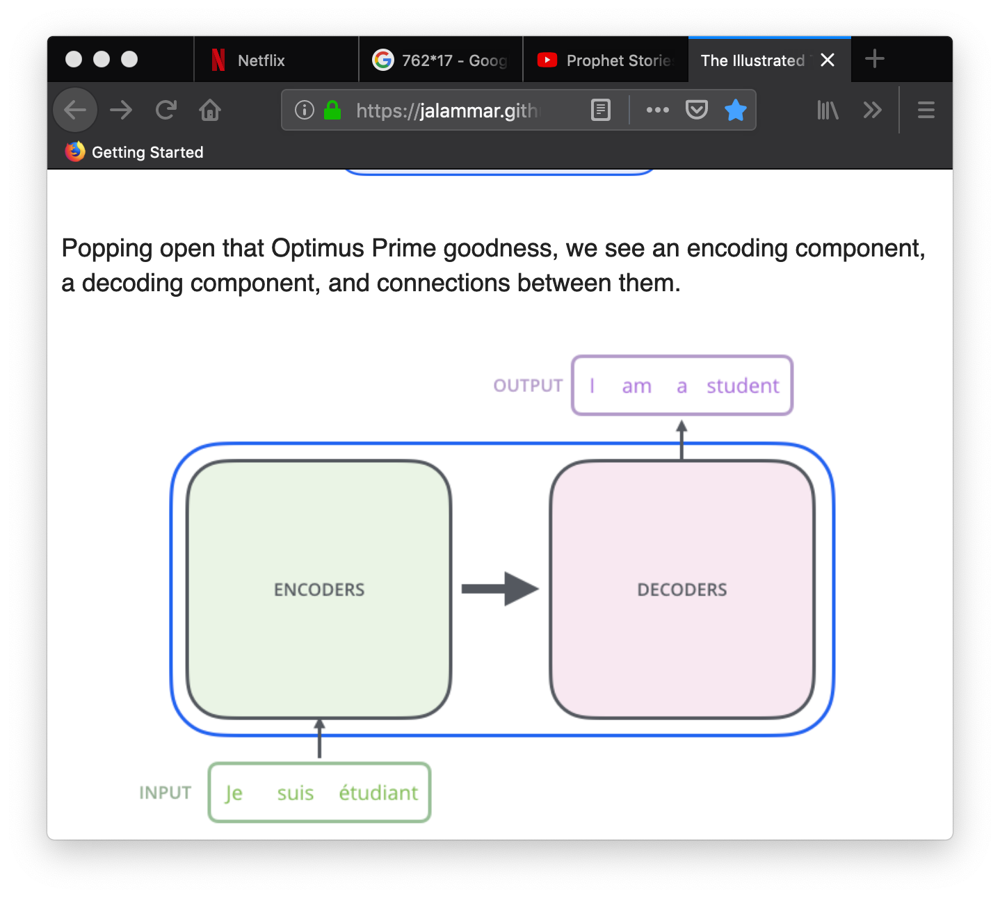 Netflix
762*17 - Goog
Prophet Storie
The Illustrated
https://jalammar.gith
Getting Started
Popping open that Optimus Prime goodness, we see an encoding component,
a decoding component, and connections between them.
OUTPUT I am a student
ENCODERS DECODERS
INPUT Je suis étudiant